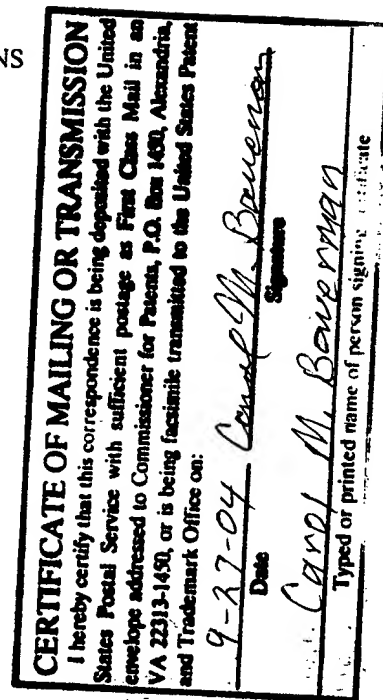 NS
CERTIFICATE OF MAILING OR TRANSMISSION
I hereby certify that this correspondence is being deposited with the United
States Postal Service with sufficient postage as First Class Mail in an
envelope addressed to Commissioner for Patents, P.O. Box 1450, Alexandria,
VA 22313-1450, or is being facsimile transmitted to the United States Patent
and Trademark Office on:
9-27-04 Carol M. Bowerman
Date Signature
Carol M. Bowerman
Typed or printed name of person signing certificate